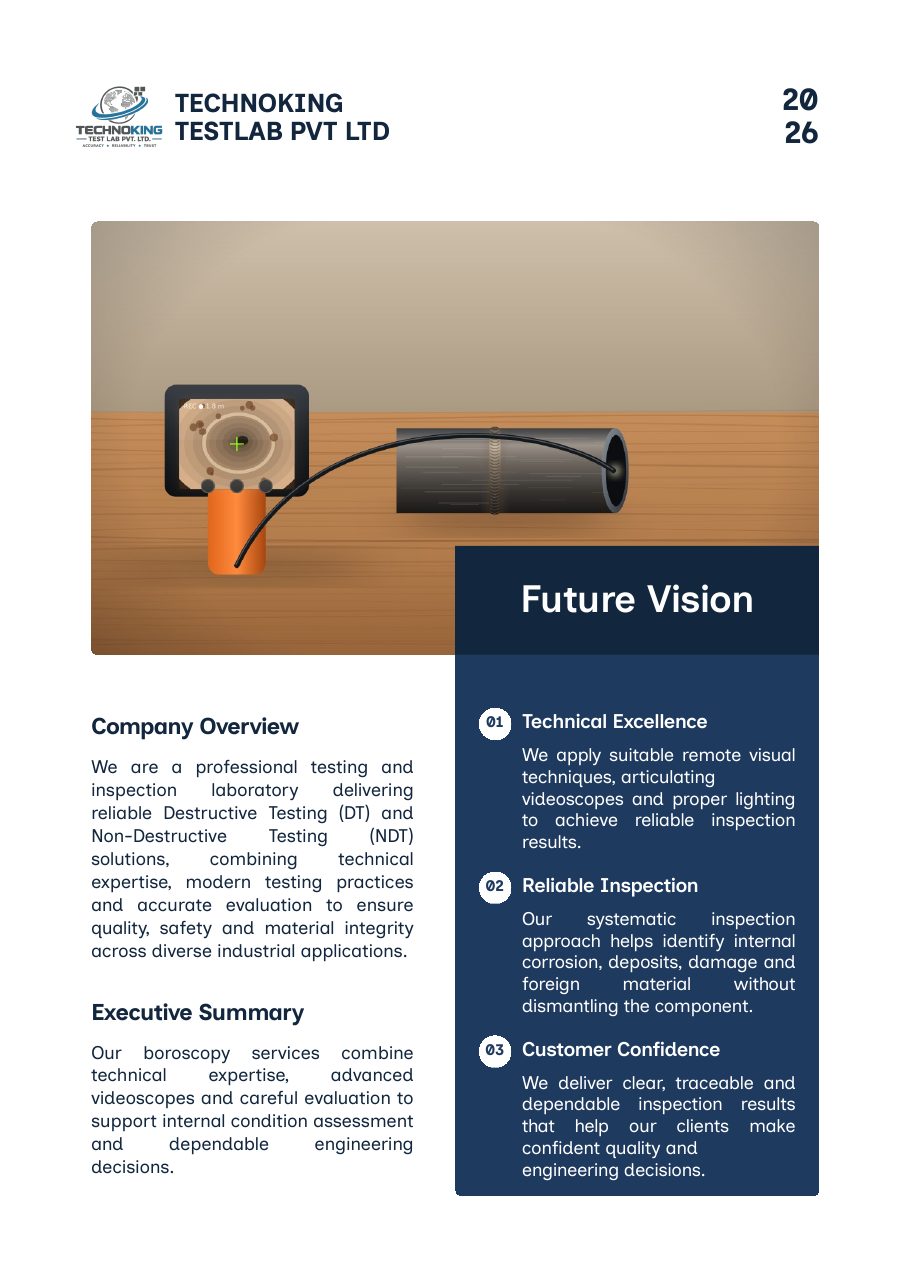 TECHNOKING
TEST LAB PVT. LTD.
ACCURACY • RELIABILITY • TRUST
TECHNOKING
TESTLAB PVT LTD
20
26
REC 1.8 m
Future Vision
Company Overview
We are a professional testing and
inspection laboratory delivering
reliable Destructive Testing (DT) and
Non-Destructive Testing (NDT)
solutions, combining technical
expertise, modern testing practices
and accurate evaluation to ensure
quality, safety and material integrity
across diverse industrial applications.
Executive Summary
Our boroscopy services combine
technical expertise, advanced
videoscopes and careful evaluation to
support internal condition assessment
and dependable engineering
decisions.
01 Technical Excellence
We apply suitable remote visual
techniques, articulating
videoscopes and proper lighting
to achieve reliable inspection
results.
02 Reliable Inspection
Our systematic inspection
approach helps identify internal
corrosion, deposits, damage and
foreign material without
dismantling the component.
03 Customer Confidence
We deliver clear, traceable and
dependable inspection results
that help our clients make
confident quality and
engineering decisions.